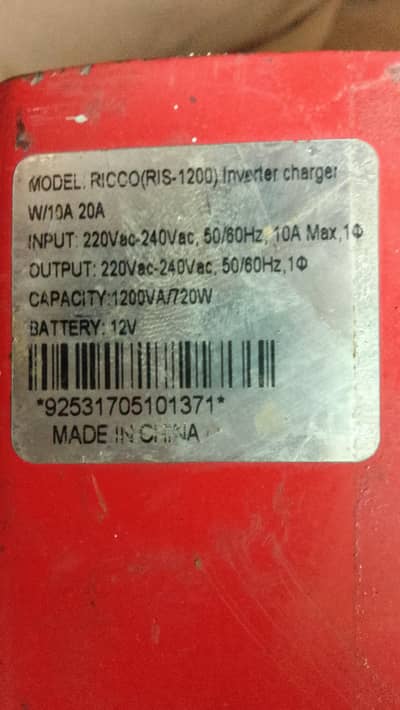 MODEL: RICCO(RIS-1200) Inverter charger
W/10A 20A
INPUT: 220Vac-240Vac, 50/60Hz, 10A Max,1Φ
OUTPUT: 220Vac-240Vac, 50/60Hz,1Φ
CAPACITY:1200VA/720W
BATTERY: 12V
*92531705101371*
MADE IN CHINA